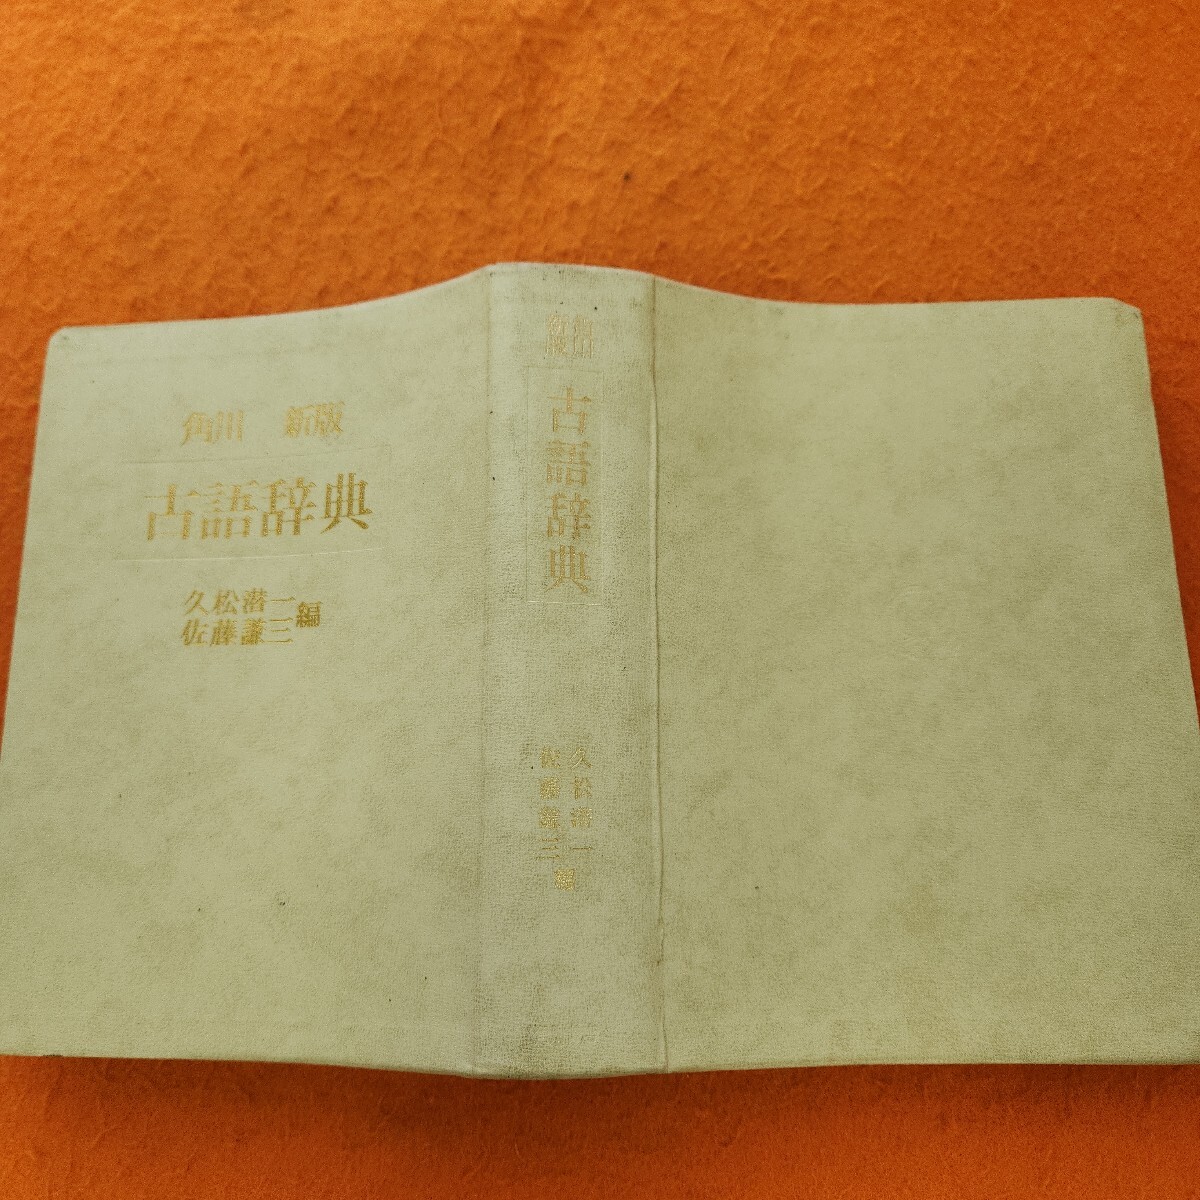 角川 新版
古語辞典
久松潜一
佐藤謙三
編
角川
新版
古語辞典
久松潜一
佐藤謙三
編